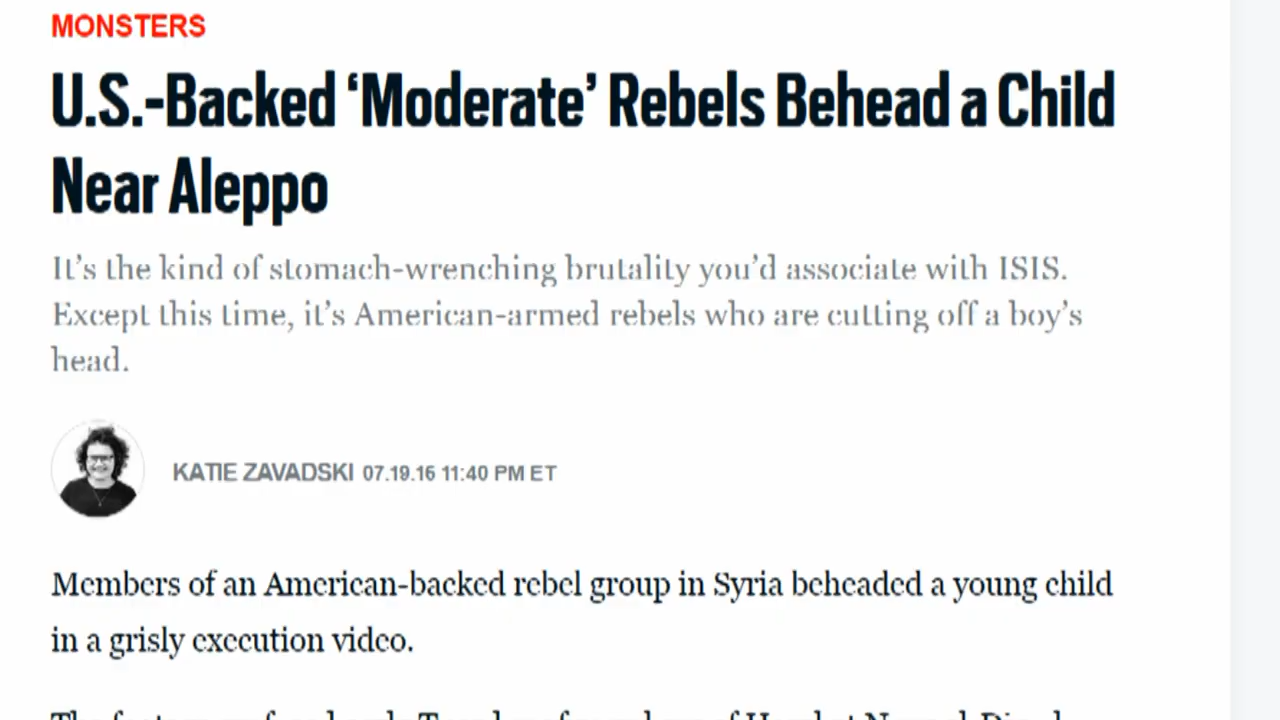 MONSTERS
U.S.-Backed ‘Moderate’ Rebels Behead a Child
Near Aleppo
It’s the kind of stomach-wrenching brutality you’d associate with ISIS.
Except this time, it’s American-armed rebels who are cutting off a boy’s
head.
KATIE ZAVADSKI 07.19.16 11:40 PM ET
Members of an American-backed rebel group in Syria beheaded a young child
in a grisly execution video.